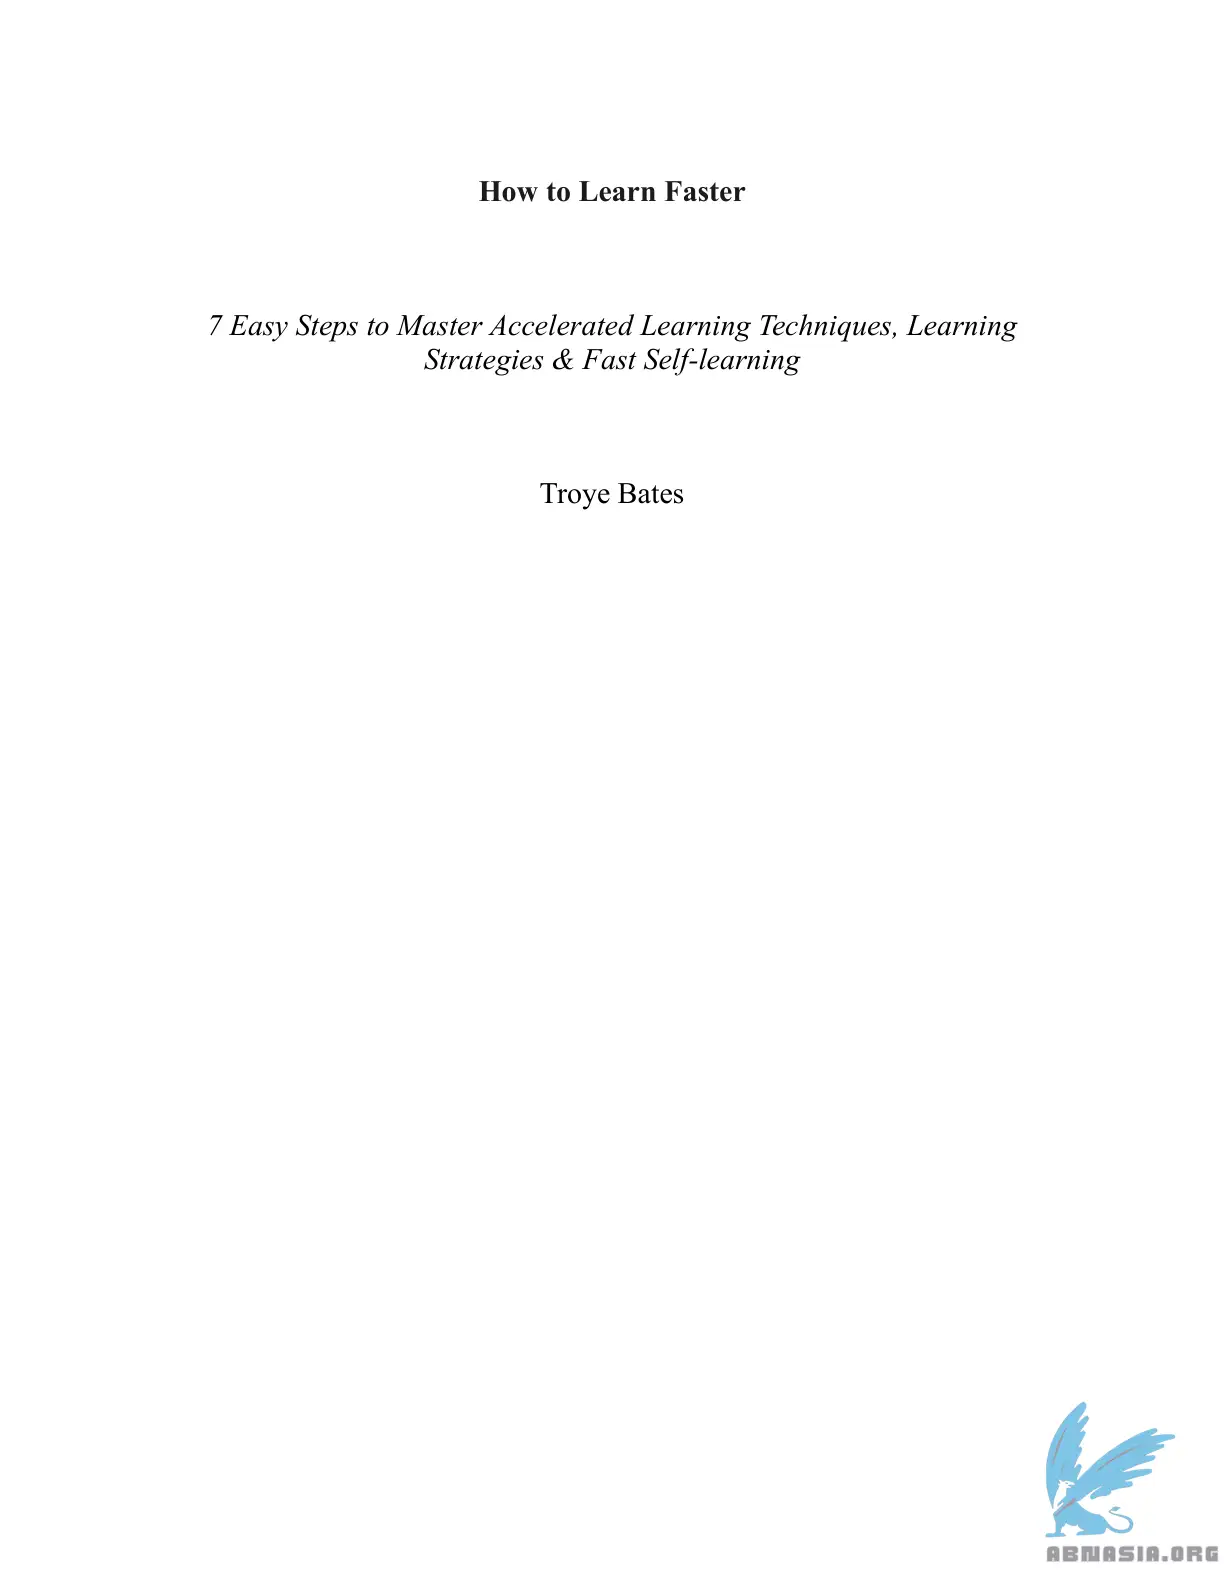 How to Learn Faster
7 Easy Steps to Master Accelerated Learning Techniques, Learning
Strategies & Fast Self-learning
Troye Bates
ABNASIA.ORG